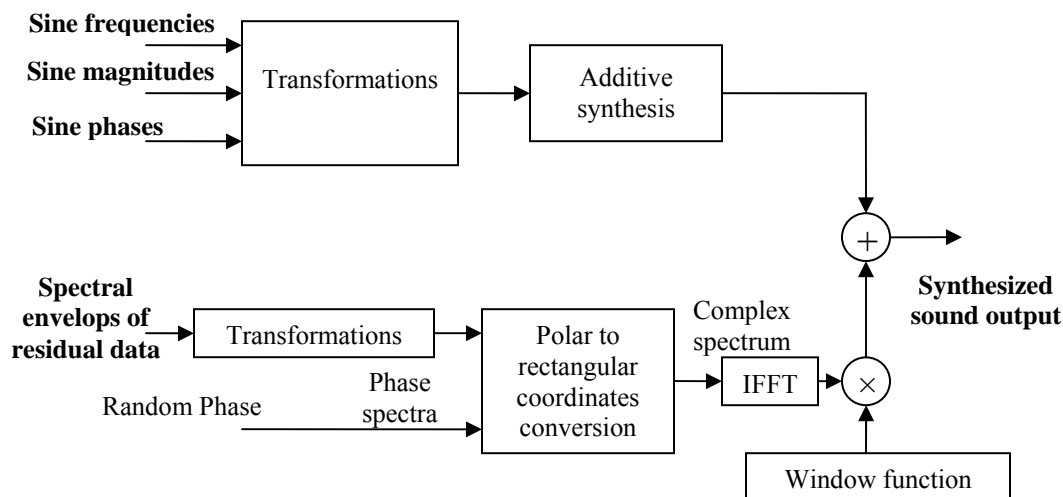 Sine frequencies
Sine magnitudes
Sine phases
Transformations
Additive
synthesis
+
Synthesized
sound output
Spectral
envelops of
residual data
Transformations
Random Phase
Phase
spectra
Polar to
rectangular
coordinates
conversion
Complex
spectrum
IFFT
×
Window function